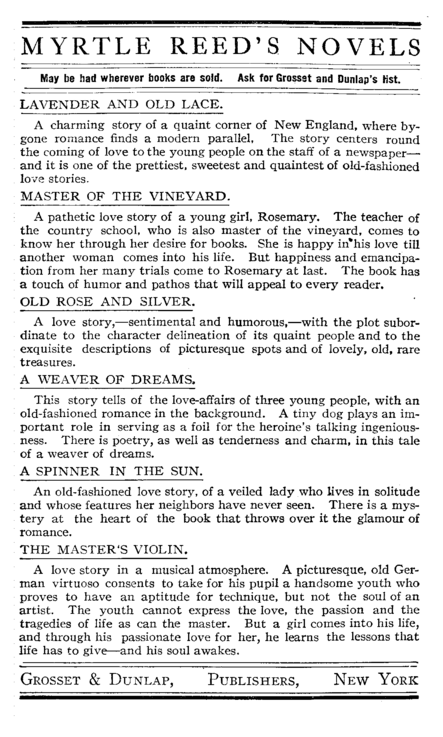 MYRTLE REED'S NOVELS
May be had wherever books are sold. Ask for Grosset and Dunlap's list.
LAVENDER AND OLD LACE.
A charming story of a quaint corner of New England, where by-
gone romance finds a modern parallel. The story centers round
the coming of love to the young people on the staff of a newspaper—
and it is one of the prettiest, sweetest and quaintest of old-fashioned
love stories.
MASTER OF THE VINEYARD.
A pathetic love story of a young girl, Rosemary. The teacher of
the country school, who is also master of the vineyard, comes to
know her through her desire for books. She is happy in his love till
another woman comes into his life. But happiness and emancipa-
tion from her many trials come to Rosemary at last. The book has
a touch of humor and pathos that will appeal to every reader.
OLD ROSE AND SILVER.
A love story,—sentimental and humorous,—with the plot subor-
dinate to the character delineation of its quaint people and to the
exquisite descriptions of picturesque spots and of lovely, old, rare
treasures.
A WEAVER OF DREAMS.
This story tells of the love-affairs of three young people, with an
old-fashioned romance in the background. A tiny dog plays an im-
portant role in serving as a foil for the heroine's talking ingenious-
ness. There is poetry, as well as tenderness and charm, in this tale
of a weaver of dreams.
A SPINNER IN THE SUN.
An old-fashioned love story, of a veiled lady who lives in solitude
and whose features her neighbors have never seen. There is a mys-
tery at the heart of the book that throws over it the glamour of
romance.
THE MASTER'S VIOLIN.
A love story in a musical atmosphere. A picturesque, old Ger-
man virtuoso consents to take for his pupil a handsome youth who
proves to have an aptitude for technique, but not the soul of an
artist. The youth cannot express the love, the passion and the
tragedies of life as can the master. But a girl comes into his life,
and through his passionate love for her, he learns the lessons that
life has to give—and his soul awakes.
GROSSET & DUNLAP, PUBLISHERS, NEW YORK